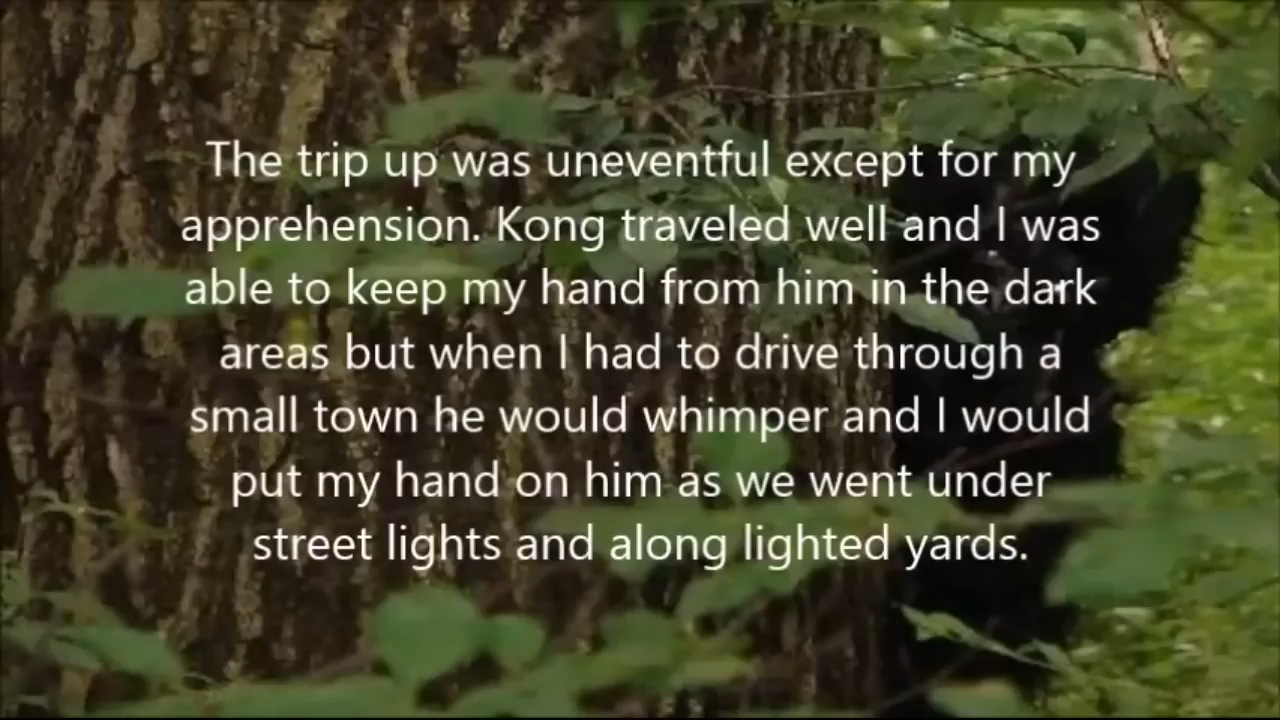 The trip up was uneventful except for my
apprehension. Kong traveled well and I was
able to keep my hand from him in the dark
areas but when I had to drive through a
small town he would whimper and I would
put my hand on him as we went under
street lights and along lighted yards.